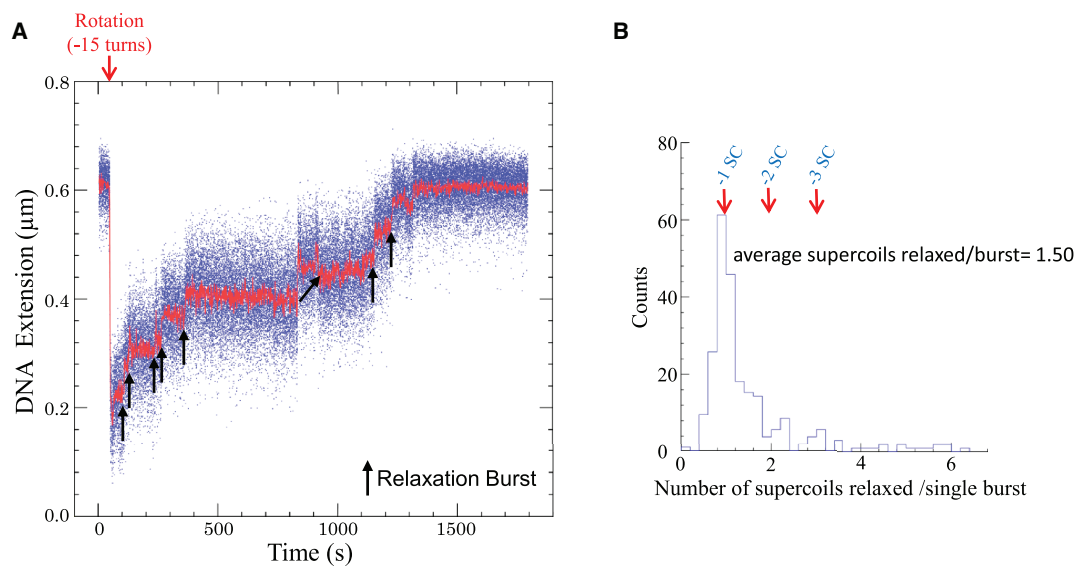 A
Rotation
(-15 turns)
DNA Extension (µm)
0.8
0.6
0.4
0.2
0.0
Relaxation Burst
0
500
1000
1500
Time (s)
B
-1 SC
-2 SC
-3 SC
average supercoils relaxed/burst= 1.50
Counts
80
60
40
20
0
0
2
4
6
Number of supercoils relaxed /single burst